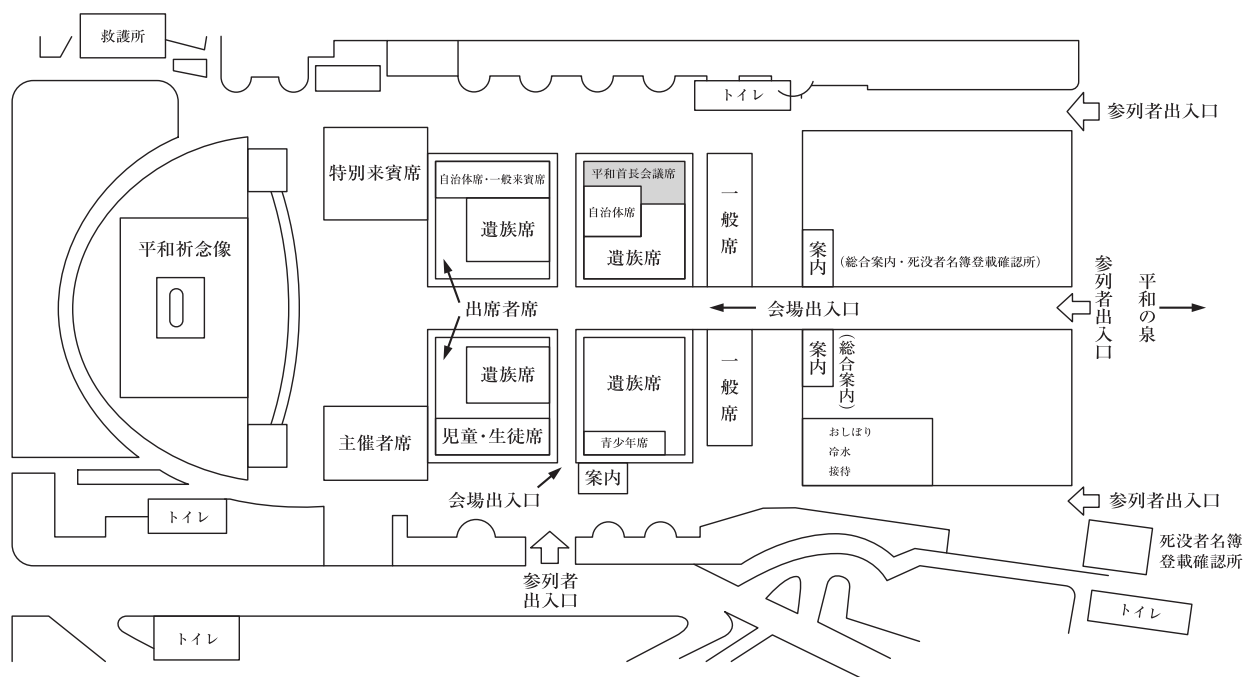 救護所
トイレ
参列者出入口
特別来賓席
自治体席・一般来賓席
遺族席
平和首長会議席
自治体席
遺族席
一般席
平和祈念像
案内
(総合案内・死没者名簿登載確認所)
出席者席
会場出入口
参列者出入口
平和の泉
遺族席
児童・生徒席
遺族席
青少年席
一般席
案内
(総合案内)
おしぼり
冷水
接待
主催者席
案内
会場出入口
参列者出入口
トイレ
死没者名簿
登載確認所
参列者
出入口
トイレ
トイレ